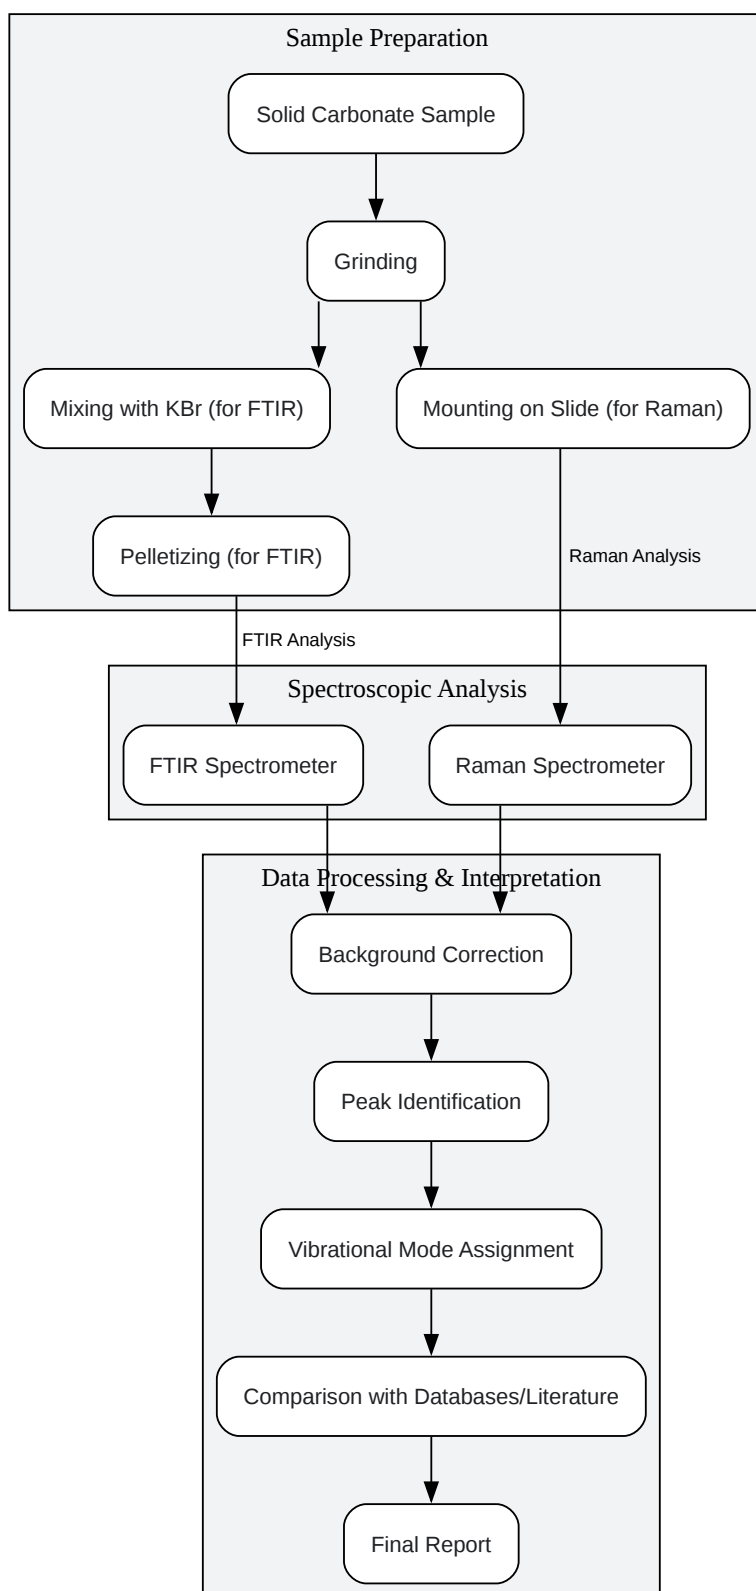 Sample Preparation
Solid Carbonate Sample
Grinding
Mixing with KBr (for FTIR)
Mounting on Slide (for Raman)
Pelletizing (for FTIR)
Raman Analysis
FTIR Analysis
Spectroscopic Analysis
FTIR Spectrometer
Raman Spectrometer
Data Processing & Interpretation
Background Correction
Peak Identification
Vibrational Mode Assignment
Comparison with Databases/Literature
Final Report